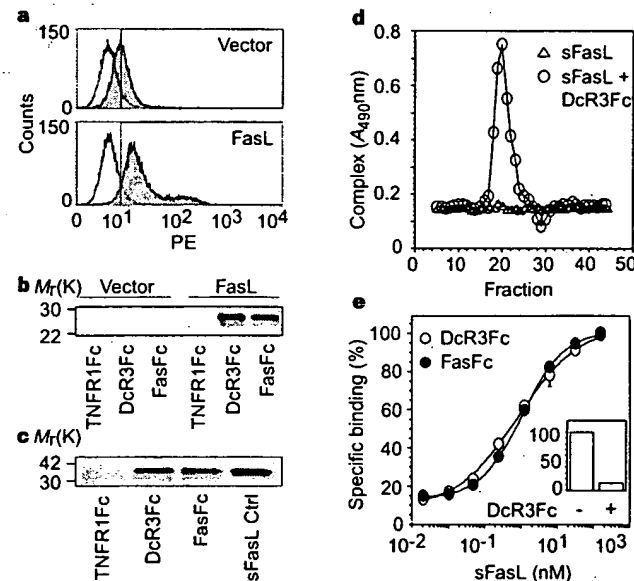 a
150
Vector
0
150
FasL
0
Counts
0 10¹ 10² 10³ 10⁴
PE
b Mr(K) Vector FasL
30
22
TNFR1Fc
DcR3Fc
FasFc
TNFR1Fc
DcR3Fc
FasFc
c Mr(K)
42
30
TNFR1Fc
DcR3Fc
FasFc
sFasL Ctrl
d
0.8
0.6
0.4
0.2
0
Complex (A490nm)
sFasL
sFasL +
DcR3Fc
0 10 20 30 40 50
Fraction
e
100
80
60
40
20
0
Specific binding (%)
DcR3Fc
FasFc
100
50
0
DcR3Fc - +
10⁻² 10⁻¹ 10¹ 10³
sFasL (nM)